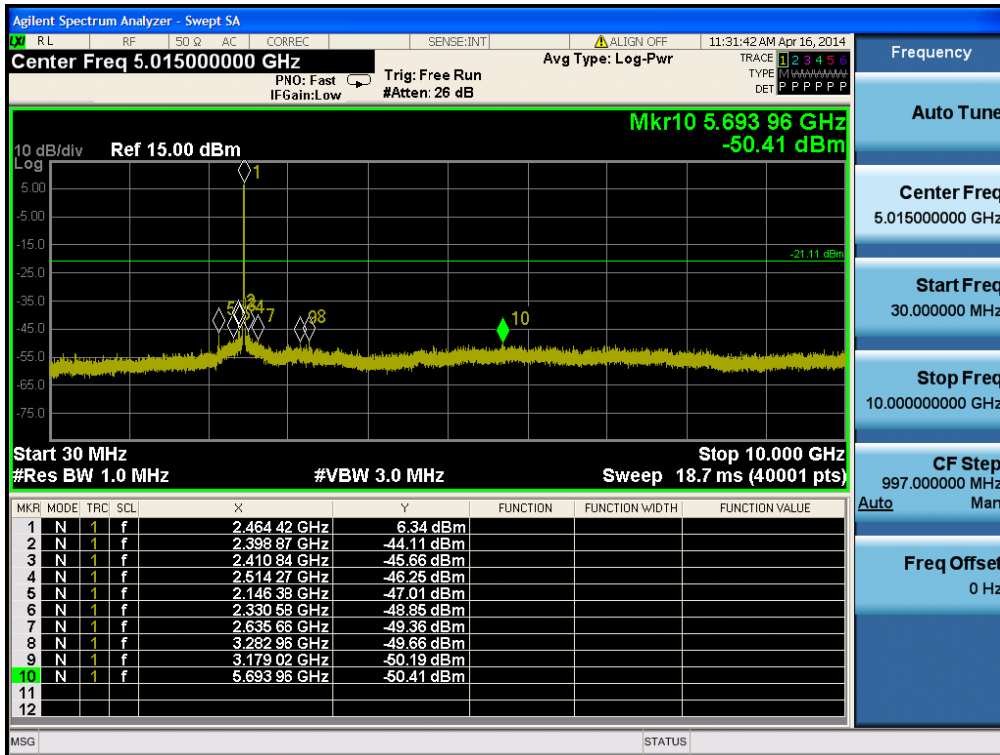 Agilent Spectrum Analyzer - Swept SA
LXI RL RF 50 Ω AC CORREC SENSE:INT ALIGN OFF 11:31:42 AM Apr 16, 2014
Center Freq 5.015000000 GHz
PNO: Fast
IFGain:Low
Trig: Free Run
#Atten: 26 dB
Avg Type: Log-Pwr
TRACE 1 2 3 4 5 6
TYPE M
DET P P P P P P
Mkr10 5.693 96 GHz
-50.41 dBm
10 dB/div Ref 15.00 dBm
Log
5.00
-5.00
-15.0
-25.0
-35.0
-45.0
-55.0
-65.0
-75.0
-21.11 dBm
1
5
3
4
7
9
8
10
Start 30 MHz Stop 10.000 GHz
#Res BW 1.0 MHz #VBW 3.0 MHz Sweep 18.7 ms (40001 pts)
MKR MODE TRC SCL X Y FUNCTION FUNCTION WIDTH FUNCTION VALUE
1 N 1 f 2.464 42 GHz 6.34 dBm
2 N 1 f 2.398 87 GHz -44.11 dBm
3 N 1 f 2.410 84 GHz -45.66 dBm
4 N 1 f 2.514 27 GHz -46.25 dBm
5 N 1 f 2.146 38 GHz -47.01 dBm
6 N 1 f 2.330 58 GHz -48.85 dBm
7 N 1 f 2.635 66 GHz -49.36 dBm
8 N 1 f 3.282 96 GHz -49.66 dBm
9 N 1 f 3.179 02 GHz -50.19 dBm
10 N 1 f 5.693 96 GHz -50.41 dBm
11
12
MSG STATUS
Frequency
Auto Tune
Center Freq
5.015000000 GHz
Start Freq
30.000000 MHz
Stop Freq
10.000000000 GHz
CF Step
997.000000 MHz
Auto Man
Freq Offset
0 Hz